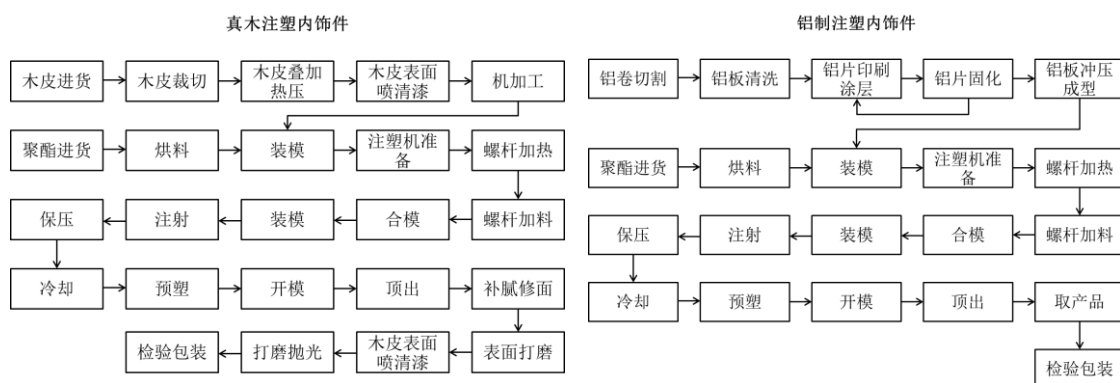 真木注塑内饰件
木皮进货
木皮裁切
木皮叠加
热压
木皮表面
喷清漆
机加工
聚酯进货
烘料
装模
注塑机准
备
螺杆加热
保压
注射
装模
合模
螺杆加料
冷却
预塑
开模
顶出
补腻修面
检验包装
打磨抛光
木皮表面
喷清漆
表面打磨
铝制注塑内饰件
铝卷切割
铝板清洗
铝片印刷
涂层
铝片固化
铝板冲压
成型
聚酯进货
烘料
装模
注塑机准
备
螺杆加热
保压
注射
装模
合模
螺杆加料
冷却
预塑
开模
顶出
取产品
检验包装